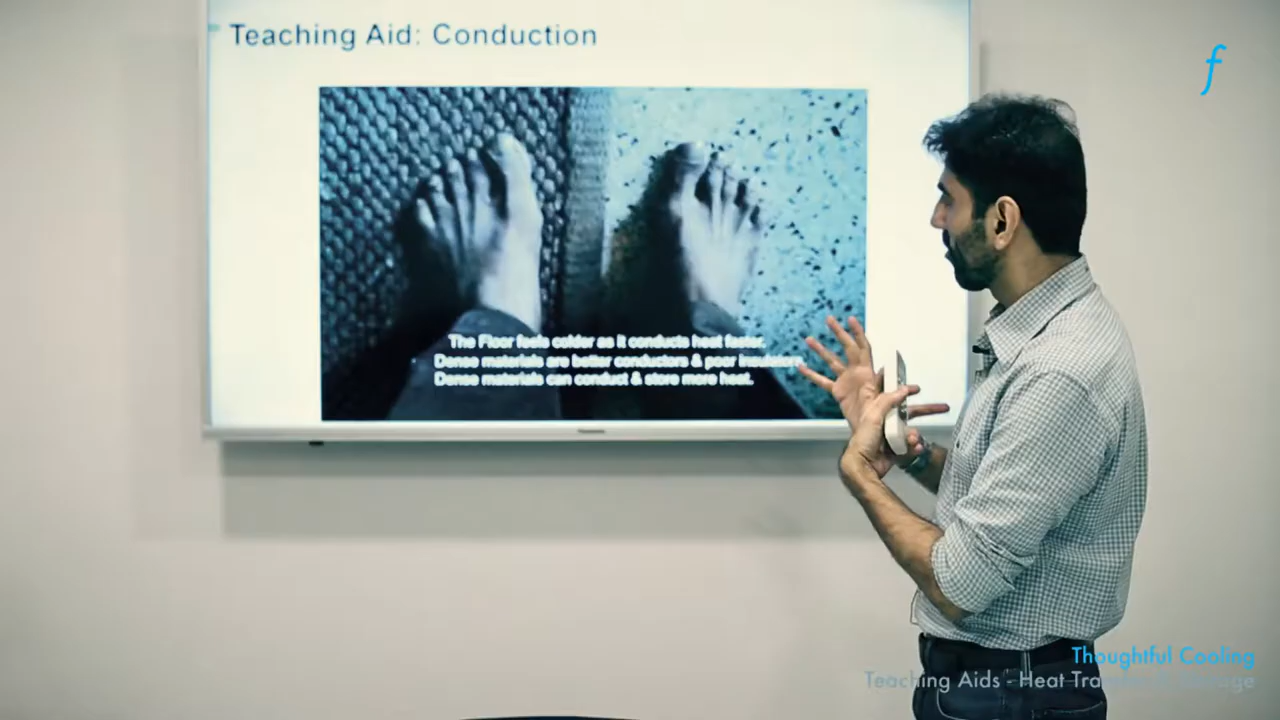 Teaching Aid: Conduction
f
The Floor feels colder as it conducts heat faster.
Dense materials are better conductors & poor insulators.
Dense materials can conduct & store more heat.
Thoughtful Cooling
Teaching Aids - Heat Transfer & Storage